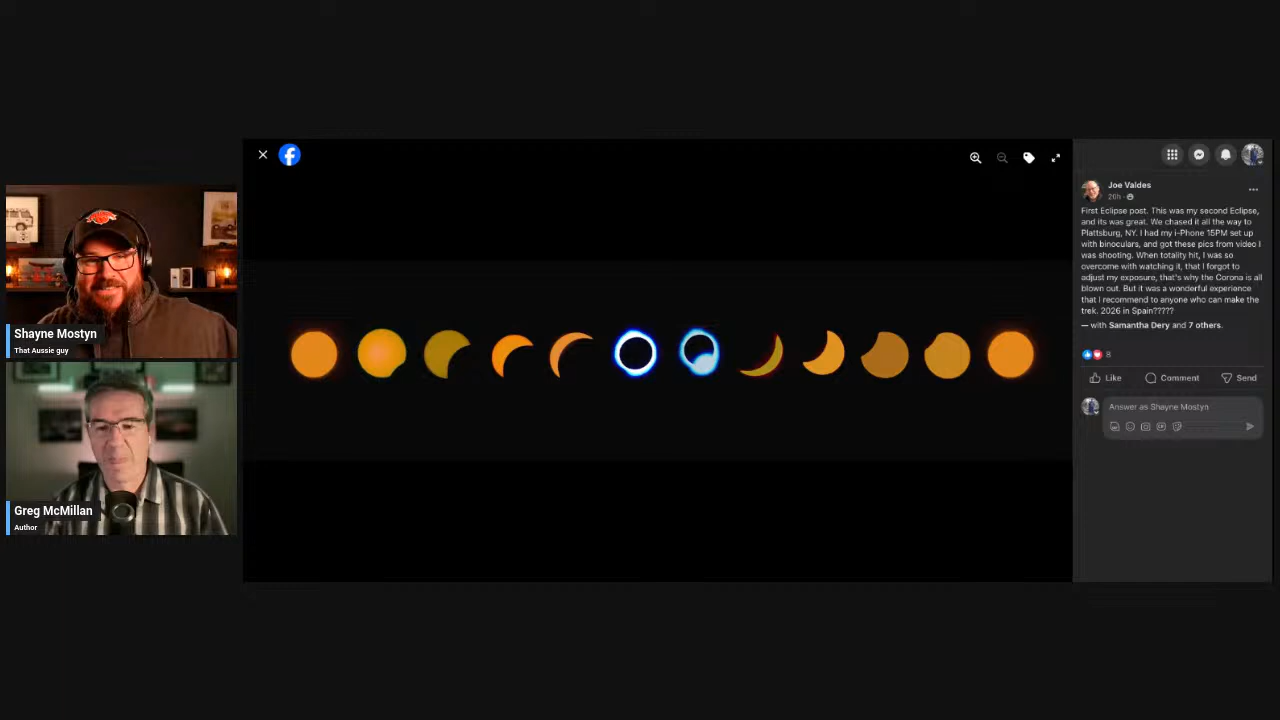 Shayne Mostyn
That Aussie guy
Greg McMillan
Author
Joe Valdes
20h
First Eclipse post. This was my second Eclipse,
and its was great. We chased it all the way to
Plattsburg, NY. I had my i-Phone 15PM set up
with binoculars, and got these pics from video I
was shooting. When totality hit, I was so
overcome with watching it, that I forgot to
adjust my exposure, that's why the Corona is all
blown out. But it was a wonderful experience
that I recommend to anyone who can make the
trek. 2026 in Spain?????
— with Samantha Dery and 7 others.
8
Like Comment Send
Answer as Shayne Mostyn